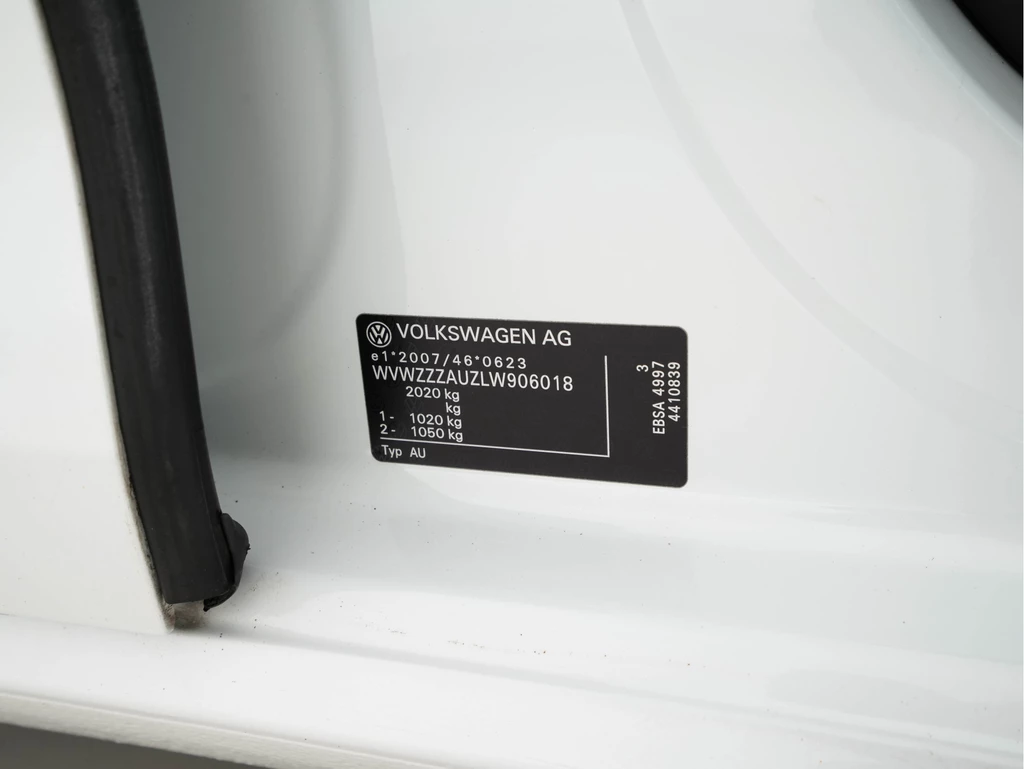 VOLKSWAGEN AG
e1*2007/46*0623
WVWZZZAUZLW906018
2020 kg
kg
1- 1020 kg
2- 1050 kg
Typ AU
3
EBSA 4997
4410839